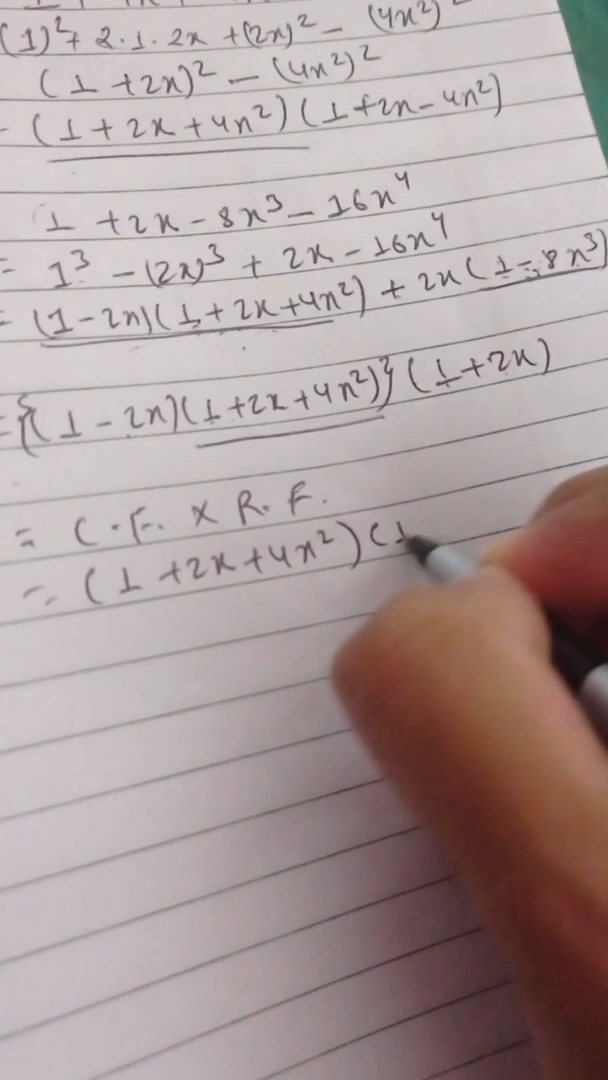 (1)²+ 2·1·2x + (2x)² - (4x²)²
(1 + 2x)² - (4x²)²
- (1 + 2x + 4x²) (1+2x - 4x²)
1 + 2x - 8x³ - 16x⁴
= 1³ - (2x)³ + 2x - 16x⁴
= (1 - 2x) (1 + 2x + 4x²) + 2x (1 - 8x³)
= {(1 - 2x) (1 + 2x + 4x²)} (1 + 2x)
= C.F. × R.F.
= (1 + 2x + 4x²) (1